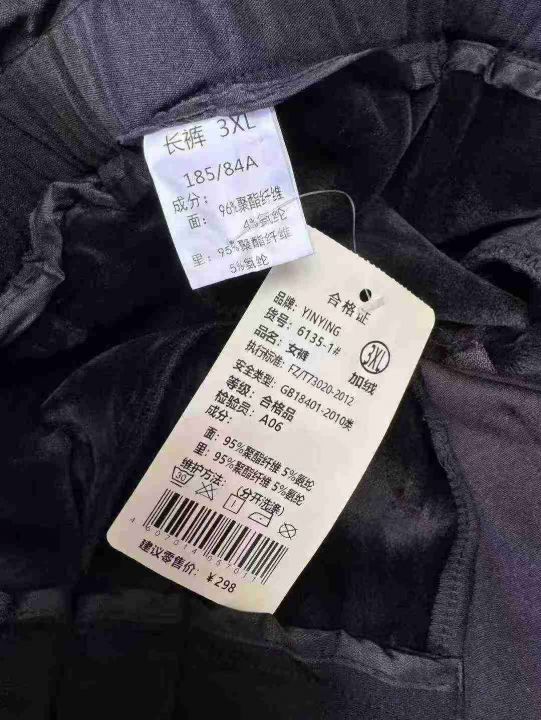 长裤 3XL
185/84A
成分:
面: 96%聚酯纤维
4%氨纶
里: 95%聚酯纤维
5%氨纶
合格证
品牌: YINYING
货号: 6135-1#
品名: 女裤
3XL
加绒
执行标准: FZ/T73020-2012
安全类型: GB18401-2010类
等级: 合格品
检验员: A06
成分:
面: 95%聚酯纤维 5%氨纶
里: 95%聚酯纤维 5%氨纶
维护方法: (分开洗涤)
30
建议零售价: ¥298